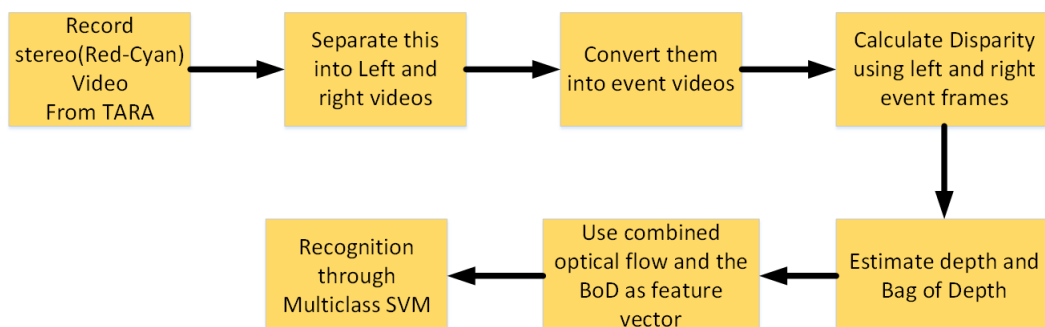 Record
stereo(Red-Cyan)
Video
From TARA
Separate this
into Left and
right videos
Convert them
into event videos
Calculate Disparity
using left and right
event frames
Estimate depth and
Bag of Depth
Use combined
optical flow and the
BoD as feature
vector
Recognition
through
Multiclass SVM